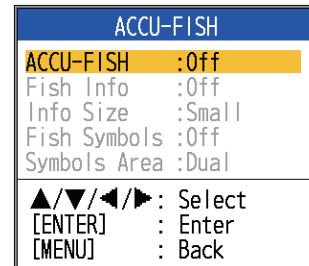 ACCU-FISH
ACCU-FISH :Off
Fish Info :Off
Info Size :Small
Fish Symbols :Off
Symbols Area :Dual
▲/▼/◀/▶: Select
[ENTER] : Enter
[MENU] : Back